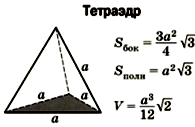 Тетраэдр
a
a
a
a
a
S бок = 3a²/4 √3
S полн = a² √3
V = a³/12 √2